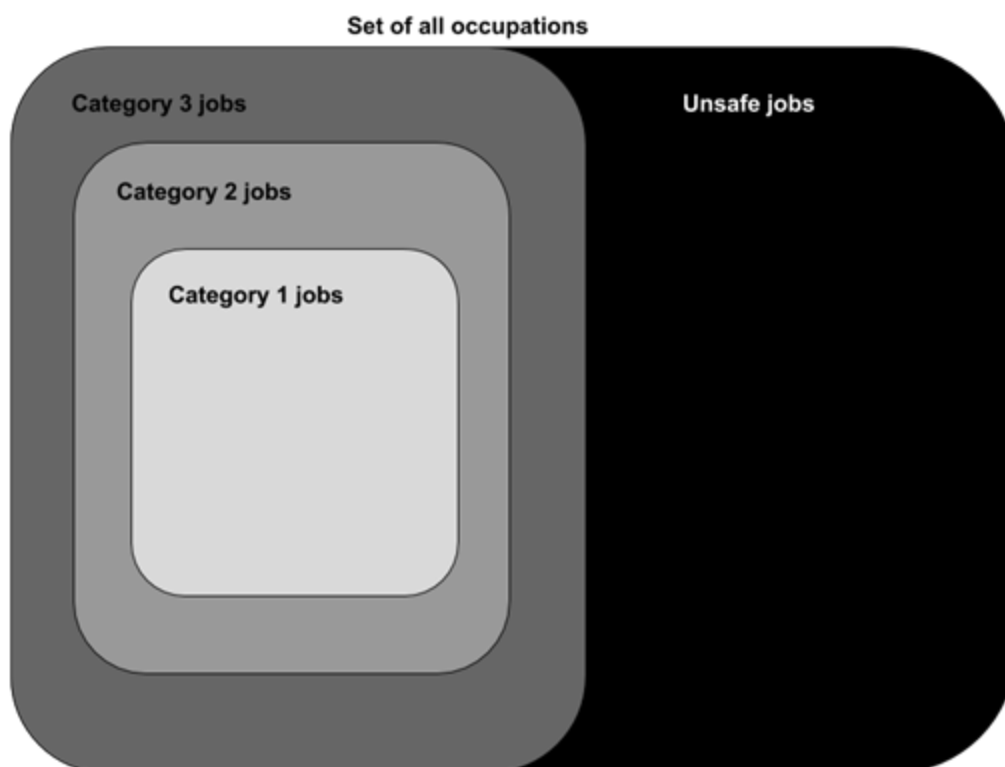 Set of all occupations
Category 3 jobs
Unsafe jobs
Category 2 jobs
Category 1 jobs